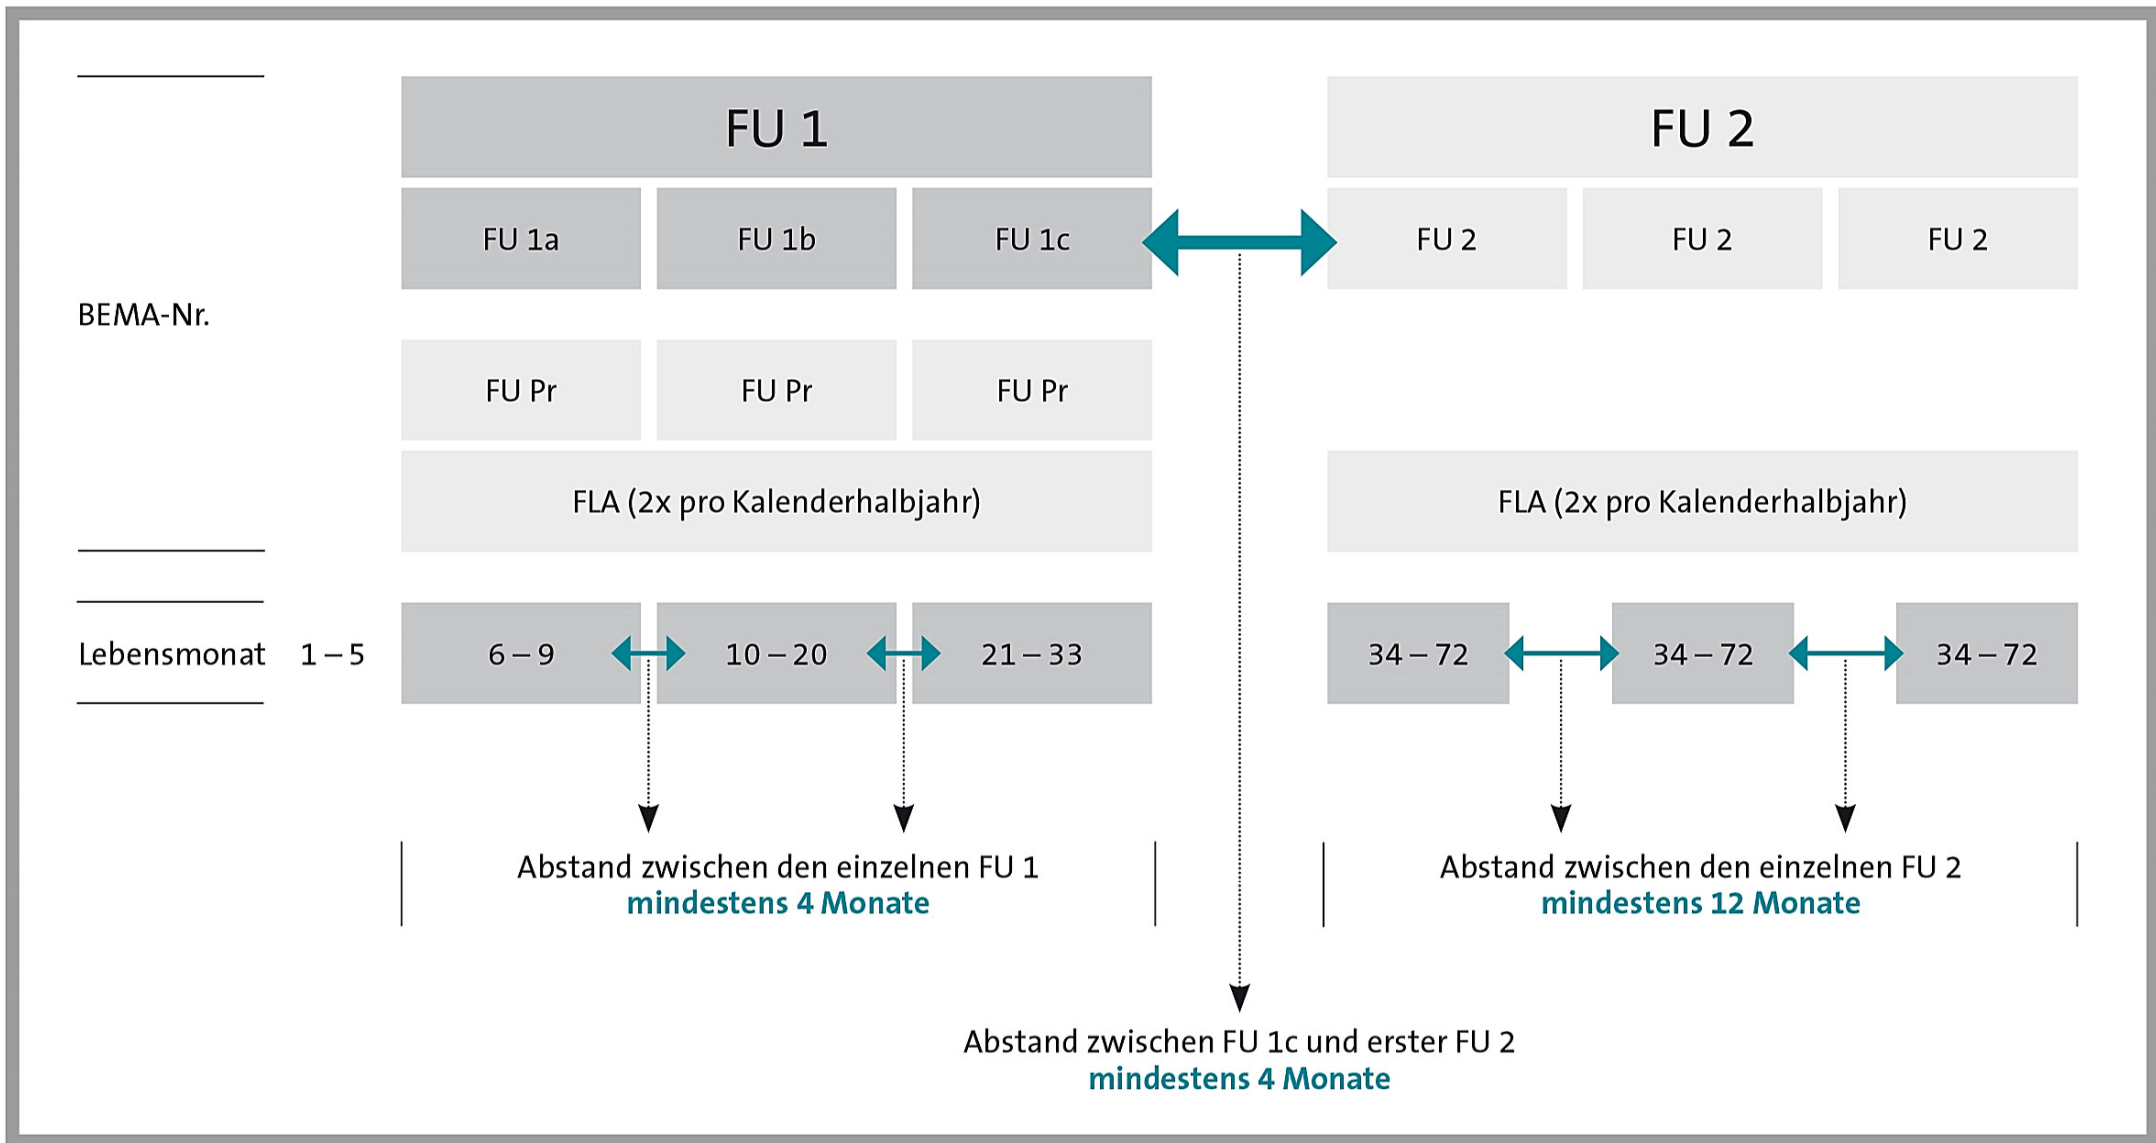 FU 1
FU 2
FU 1a
FU 1b
FU 1c
FU 2
FU 2
FU 2
BEMA-Nr.
FU Pr
FU Pr
FU Pr
FLA (2x pro Kalenderhalbjahr)
FLA (2x pro Kalenderhalbjahr)
Lebensmonat
1 – 5
6 – 9
10 – 20
21 – 33
34 – 72
34 – 72
34 – 72
Abstand zwischen den einzelnen FU 1
mindestens 4 Monate
Abstand zwischen den einzelnen FU 2
mindestens 12 Monate
Abstand zwischen FU 1c und erster FU 2
mindestens 4 Monate